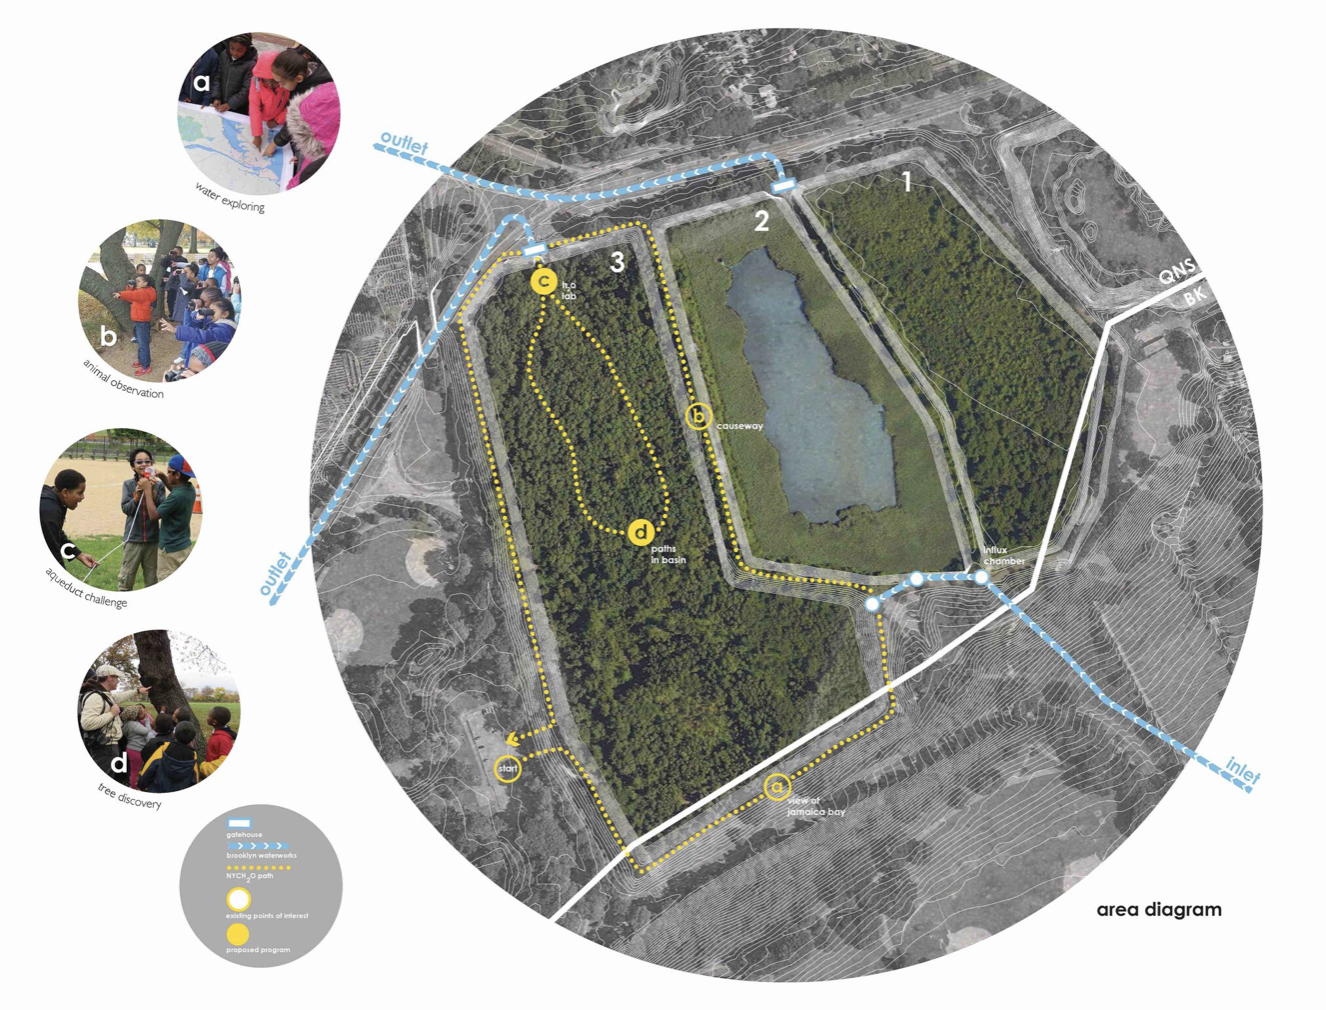 a
water exploring
b
animal observation
c
aqueduct challenge
d
tree discovery
gatehouse
brooklyn waterworks
NYCH2O path
existing points of interest
proposed program
outlet
outlet
1
2
3
c
h2o
lab
b
causeway
d
paths
in basin
influx
chamber
QNS
BK
start
a
view of
jamaica bay
inlet
area diagram